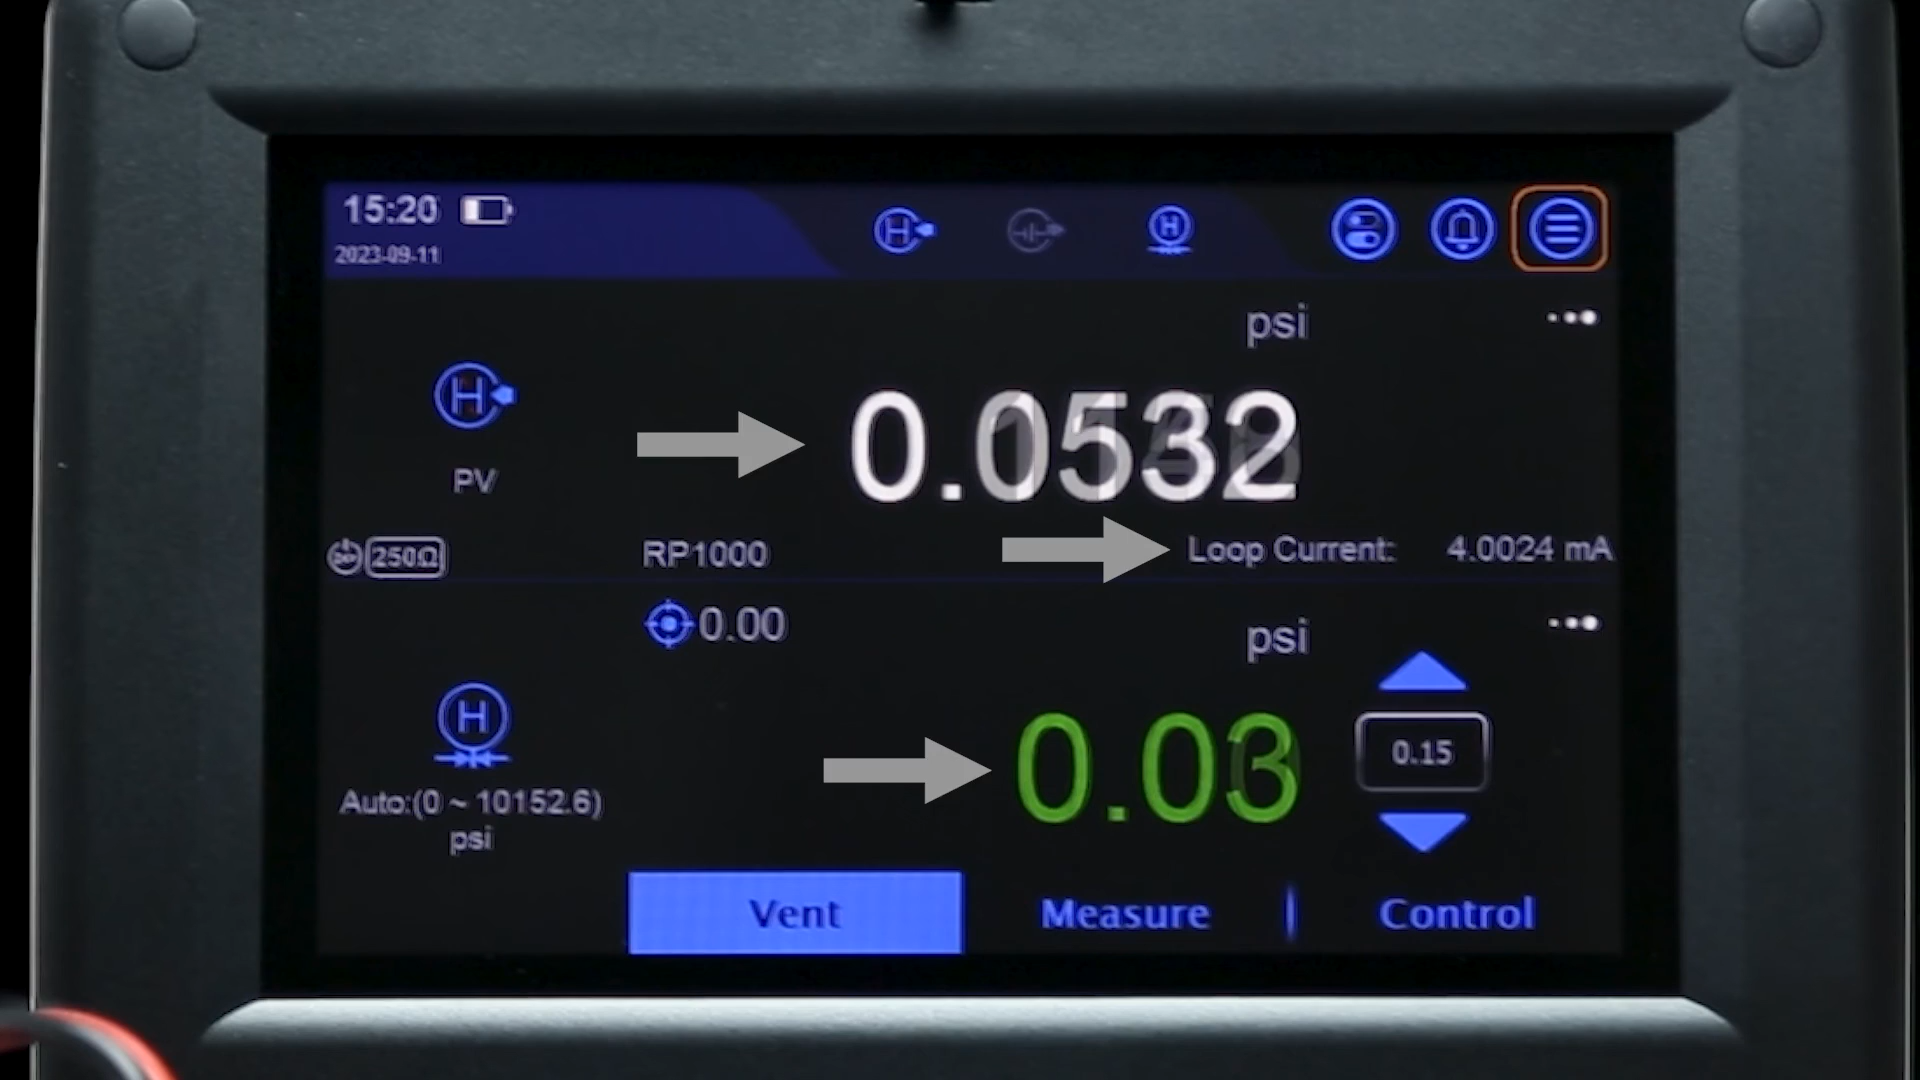 15:20
2023-09-11
H
H
psi
H
PV
0.0532
250Ω
RP1000
Loop Current: 4.0024 mA
0.00
psi
H
0.03
0.15
Auto:(0 ~ 10152.6)
psi
Vent
Measure
Control